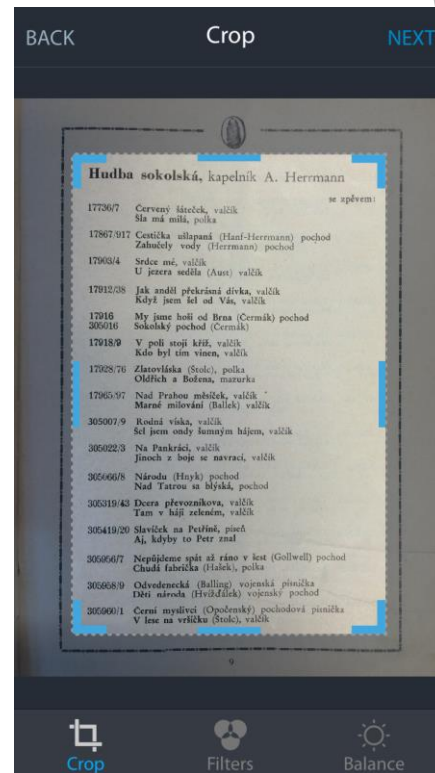 BACK Crop NEXT
Hudba sokolská, kapelník A. Herrmann
se zpěvem:
17736/7 Červený šáteček, valčík
Šla má milá, polka
17867/917 Cestička ušlapaná (Hanf-Herrmann) pochod
Zahučely vody (Herrmann) pochod
17903/4 Srdce mé, valčík
U jezera seděla (Aust) valčík
17912/38 Jak anděl překrásná dívka, valčík
Když jsem šel od Vás, valčík
17916 My jsme hoši od Brna (Čermák) pochod
305016 Sokolský pochod (Čermák)
17918/9 V poli stojí kříž, valčík
Kdo byl tím vinen, valčík
17928/76 Zlatovláska (Štolc), polka
Oldřich a Božena, mazurka
17965/97 Nad Prahou měsíček, valčík
Marné milování (Ballek) valčík
305007/9 Rodná víska, valčík
Šel jsem ondy šumným hájem, valčík
305022/3 Na Pankráci, valčík
Jinoch z boje se navrací, valčík
305066/8 Národu (Hnyk) pochod
Nad Tatrou sa blýská, pochod
305319/43 Dcera převozníkova, valčík
Tam v háji zeleném, valčík
305419/20 Slavíček na Petříně, píseň
Aj, kdyby to Petr znal
305956/7 Nepůjdeme spát až ráno v šest (Gollwell) pochod
Chudá fabrička (Hašek), polka
305958/9 Odvedenecká (Balling) vojenská písnička
Děti národa (Hvížďálek) vojenský pochod
305960/1 Černí myslivci (Opočenský) pochodová písnička
V lese na vršíčku (Štolc), valčík
9
Crop Filters Balance